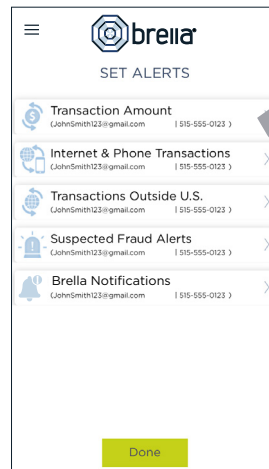 brella
SET ALERTS
Transaction Amount
(JohnSmith123@gmail.com | 515-555-0123 )
Internet & Phone Transactions
(JohnSmith123@gmail.com | 515-555-0123 )
Transactions Outside U.S.
(JohnSmith123@gmail.com | 515-555-0123 )
Suspected Fraud Alerts
(JohnSmith123@gmail.com | 515-555-0123 )
Brella Notifications
(JohnSmith123@gmail.com | 515-555-0123 )
Done